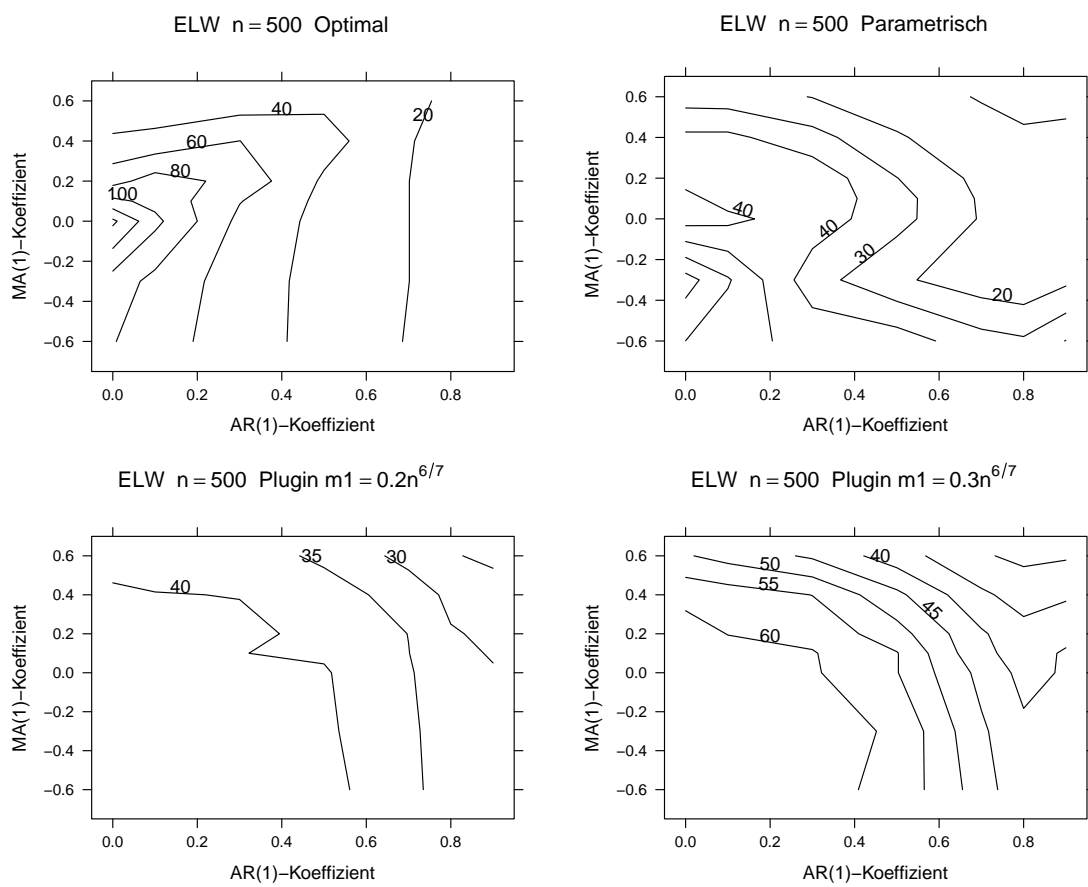 ELW n = 500 Optimal
100
80
60
40
20
0.6
0.4
0.2
0.0
−0.2
−0.4
−0.6
MA(1)−Koeffizient
0.0 0.2 0.4 0.6 0.8
AR(1)−Koeffizient
ELW n = 500 Parametrisch
40
40
30
20
0.6
0.4
0.2
0.0
−0.2
−0.4
−0.6
MA(1)−Koeffizient
0.0 0.2 0.4 0.6 0.8
AR(1)−Koeffizient
ELW n = 500 Plugin m1 = 0.2n^{6/7}
40
35
30
0.6
0.4
0.2
0.0
−0.2
−0.4
−0.6
MA(1)−Koeffizient
0.0 0.2 0.4 0.6 0.8
AR(1)−Koeffizient
ELW n = 500 Plugin m1 = 0.3n^{6/7}
50
55
60
45
40
0.6
0.4
0.2
0.0
−0.2
−0.4
−0.6
MA(1)−Koeffizient
0.0 0.2 0.4 0.6 0.8
AR(1)−Koeffizient